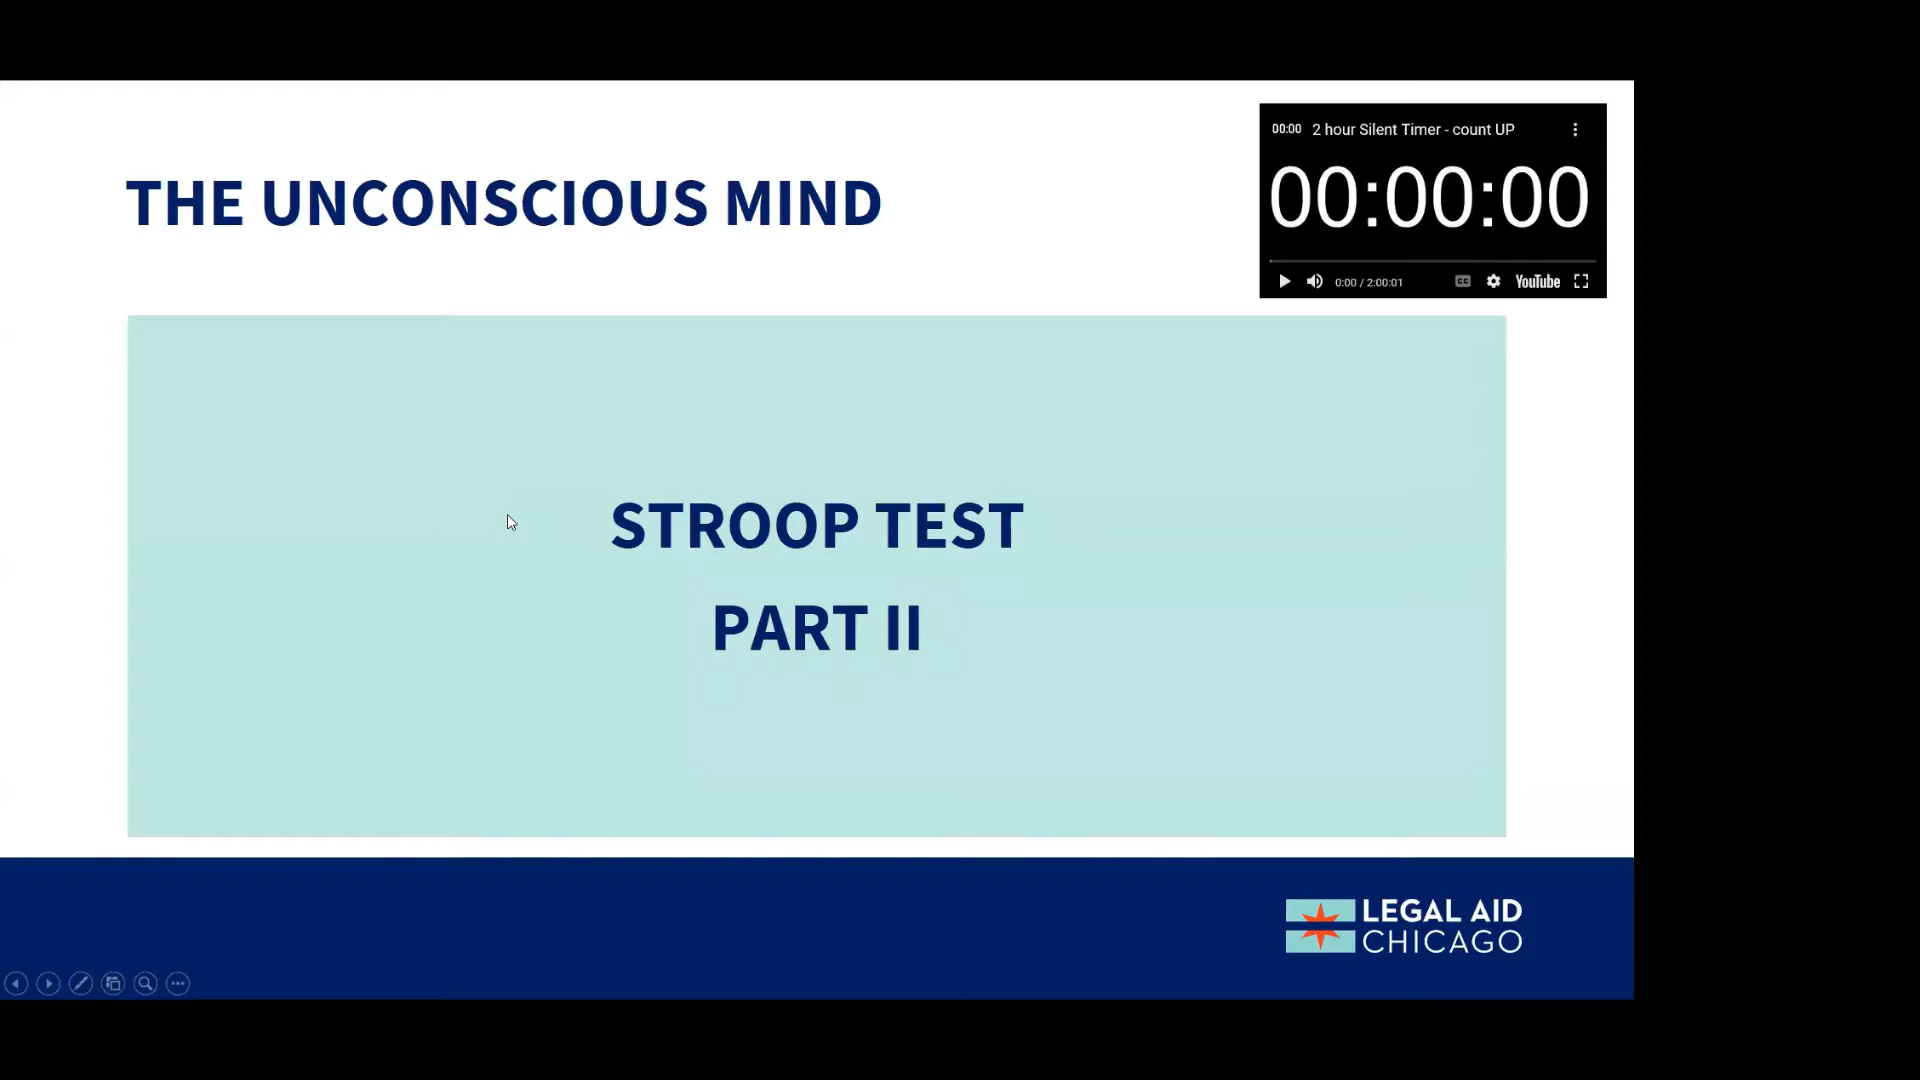 THE UNCONSCIOUS MIND
00:00 2 hour Silent Timer - count UP
00:00:00
0:00 / 2:00:01 CC YouTube
STROOP TEST
PART II
LEGAL AID
CHICAGO